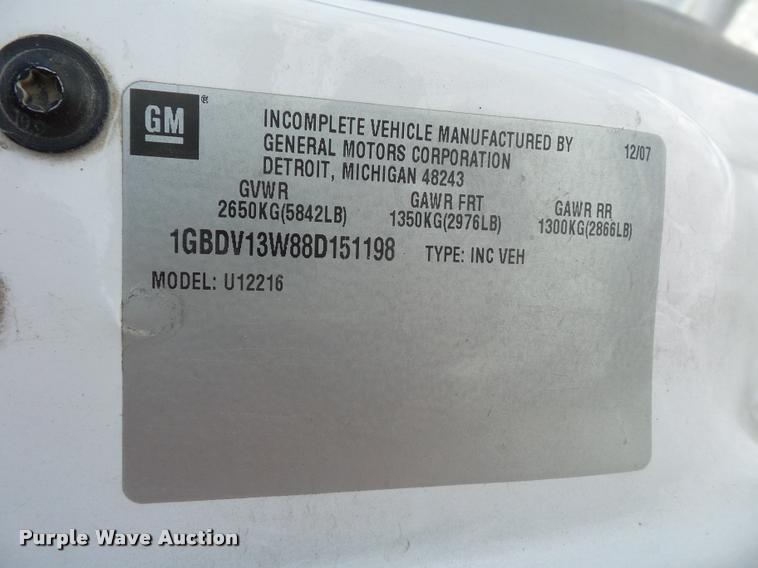 GM®
INCOMPLETE VEHICLE MANUFACTURED BY
GENERAL MOTORS CORPORATION
DETROIT, MICHIGAN 48243
12/07
GVWR GAWR FRT GAWR RR
2650KG(5842LB) 1350KG(2976LB) 1300KG(2866LB)
1GBDV13W88D151198 TYPE: INC VEH
MODEL: U12216
Purple Wave Auction